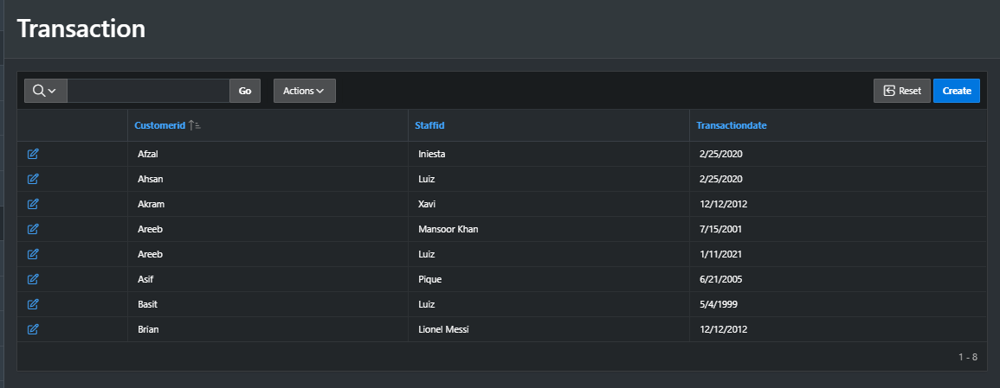 Transaction
Go Actions Reset Create
Customerid Staffid Transactiondate
Afzal Iniesta 2/25/2020
Ahsan Luiz 2/25/2020
Akram Xavi 12/12/2012
Areeb Mansoor Khan 7/15/2001
Areeb Luiz 1/11/2021
Asif Pique 6/21/2005
Basit Luiz 5/4/1999
Brian Lionel Messi 12/12/2012
1 - 8